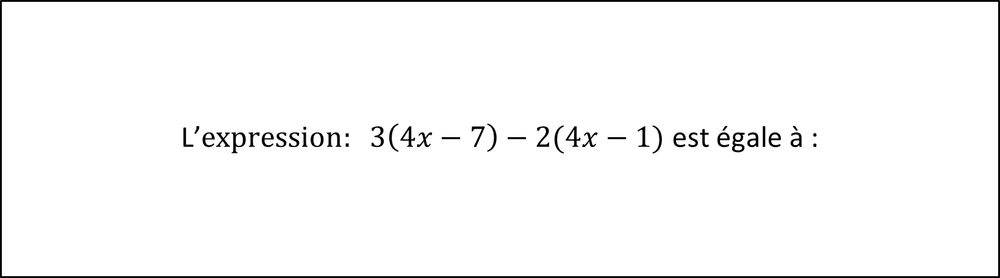 L’expression: 3(4𝑥 − 7) − 2(4𝑥 − 1) est égale à :